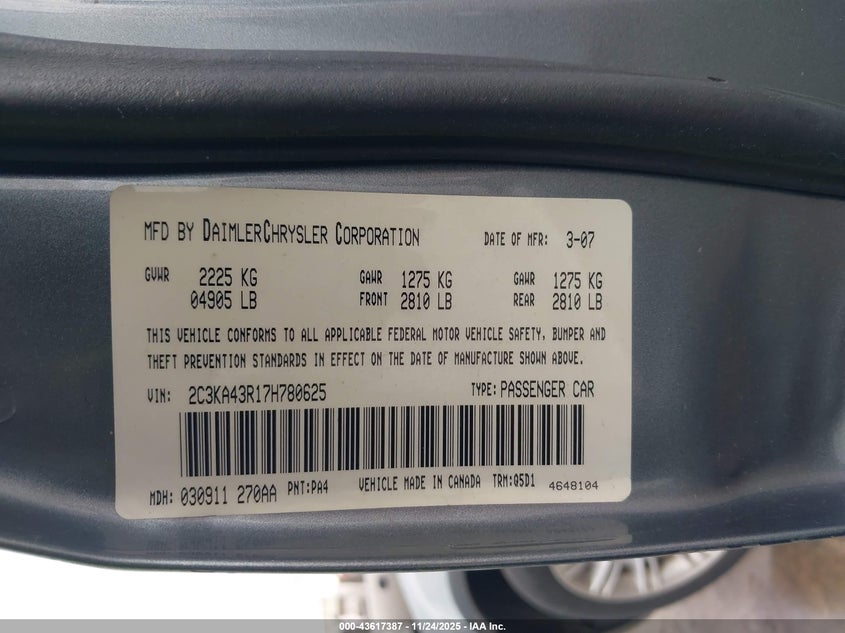 MFD BY DAIMLERCHRYSLER CORPORATION DATE OF MFR: 3-07
GVWR 2225 KG GAWR 1275 KG GAWR 1275 KG
04905 LB FRONT 2810 LB REAR 2810 LB
THIS VEHICLE CONFORMS TO ALL APPLICABLE FEDERAL MOTOR VEHICLE SAFETY, BUMPER AND
THEFT PREVENTION STANDARDS IN EFFECT ON THE DATE OF MANUFACTURE SHOWN ABOVE.
VIN: 2C3KA43R17H780625 TYPE: PASSENGER CAR
MDH: 030911 270AA PNT:PA4 VEHICLE MADE IN CANADA TRM:Q5D1 4648104
000-43617387 - 11/24/2025 - IAA Inc.